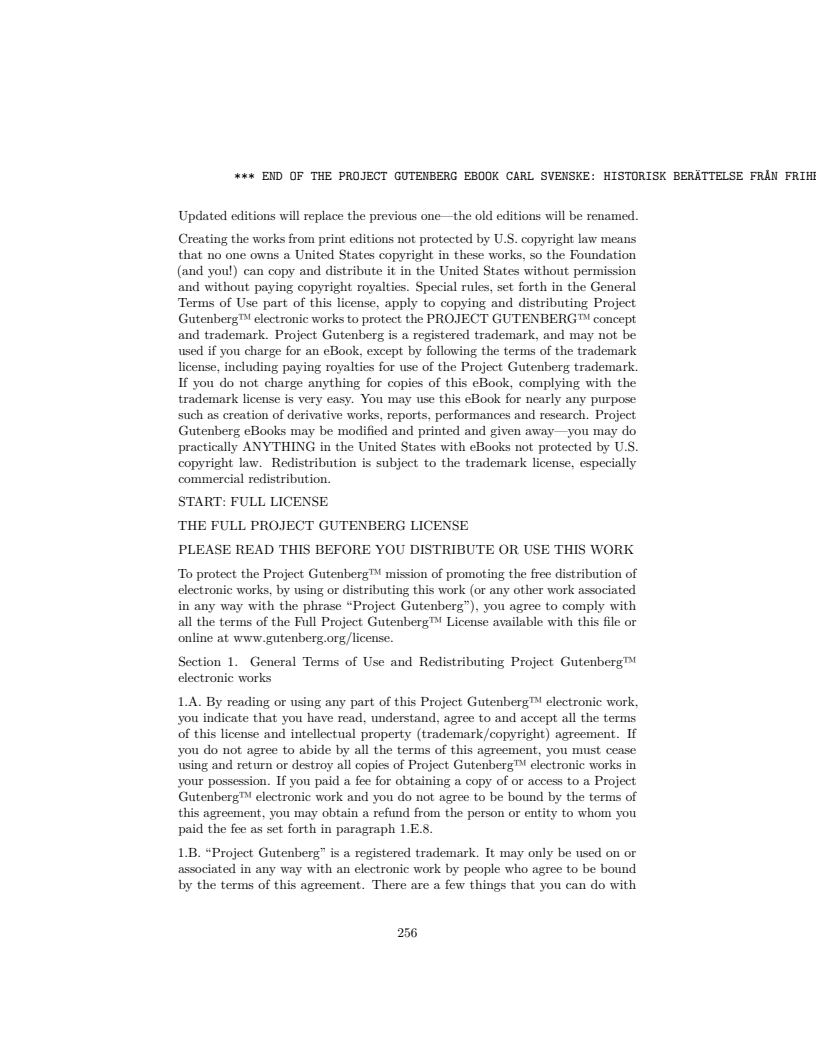 *** END OF THE PROJECT GUTENBERG EBOOK CARL SVENSKE: HISTORISK BERÄTTELSE FRÅN
Updated editions will replace the previous one—the old editions will be renamed.
Creating the works from print editions not protected by U.S. copyright law means
that no one owns a United States copyright in these works, so the Foundation
(and you!) can copy and distribute it in the United States without permission
and without paying copyright royalties. Special rules, set forth in the General
Terms of Use part of this license, apply to copying and distributing Project
Gutenberg™ electronic works to protect the PROJECT GUTENBERG™ concept
and trademark. Project Gutenberg is a registered trademark, and may not be
used if you charge for an eBook, except by following the terms of the trademark
license, including paying royalties for use of the Project Gutenberg trademark.
If you do not charge anything for copies of this eBook, complying with the
trademark license is very easy. You may use this eBook for nearly any purpose
such as creation of derivative works, reports, performances and research. Project
Gutenberg eBooks may be modified and printed and given away—you may do
practically ANYTHING in the United States with eBooks not protected by U.S.
copyright law. Redistribution is subject to the trademark license, especially
commercial redistribution.
START: FULL LICENSE
THE FULL PROJECT GUTENBERG LICENSE
PLEASE READ THIS BEFORE YOU DISTRIBUTE OR USE THIS WORK
To protect the Project Gutenberg™ mission of promoting the free distribution of
electronic works, by using or distributing this work (or any other work associated
in any way with the phrase “Project Gutenberg”), you agree to comply with
all the terms of the Full Project Gutenberg™ License available with this file or
online at www.gutenberg.org/license.
Section 1. General Terms of Use and Redistributing Project Gutenberg™
electronic works
1.A. By reading or using any part of this Project Gutenberg™ electronic work,
you indicate that you have read, understand, agree to and accept all the terms
of this license and intellectual property (trademark/copyright) agreement. If
you do not agree to abide by all the terms of this agreement, you must cease
using and return or destroy all copies of Project Gutenberg™ electronic works in
your possession. If you paid a fee for obtaining a copy of or access to a Project
Gutenberg™ electronic work and you do not agree to be bound by the terms of
this agreement, you may obtain a refund from the person or entity to whom you
paid the fee as set forth in paragraph 1.E.8.
1.B. “Project Gutenberg” is a registered trademark. It may only be used on or
associated in any way with an electronic work by people who agree to be bound
by the terms of this agreement. There are a few things that you can do with
256